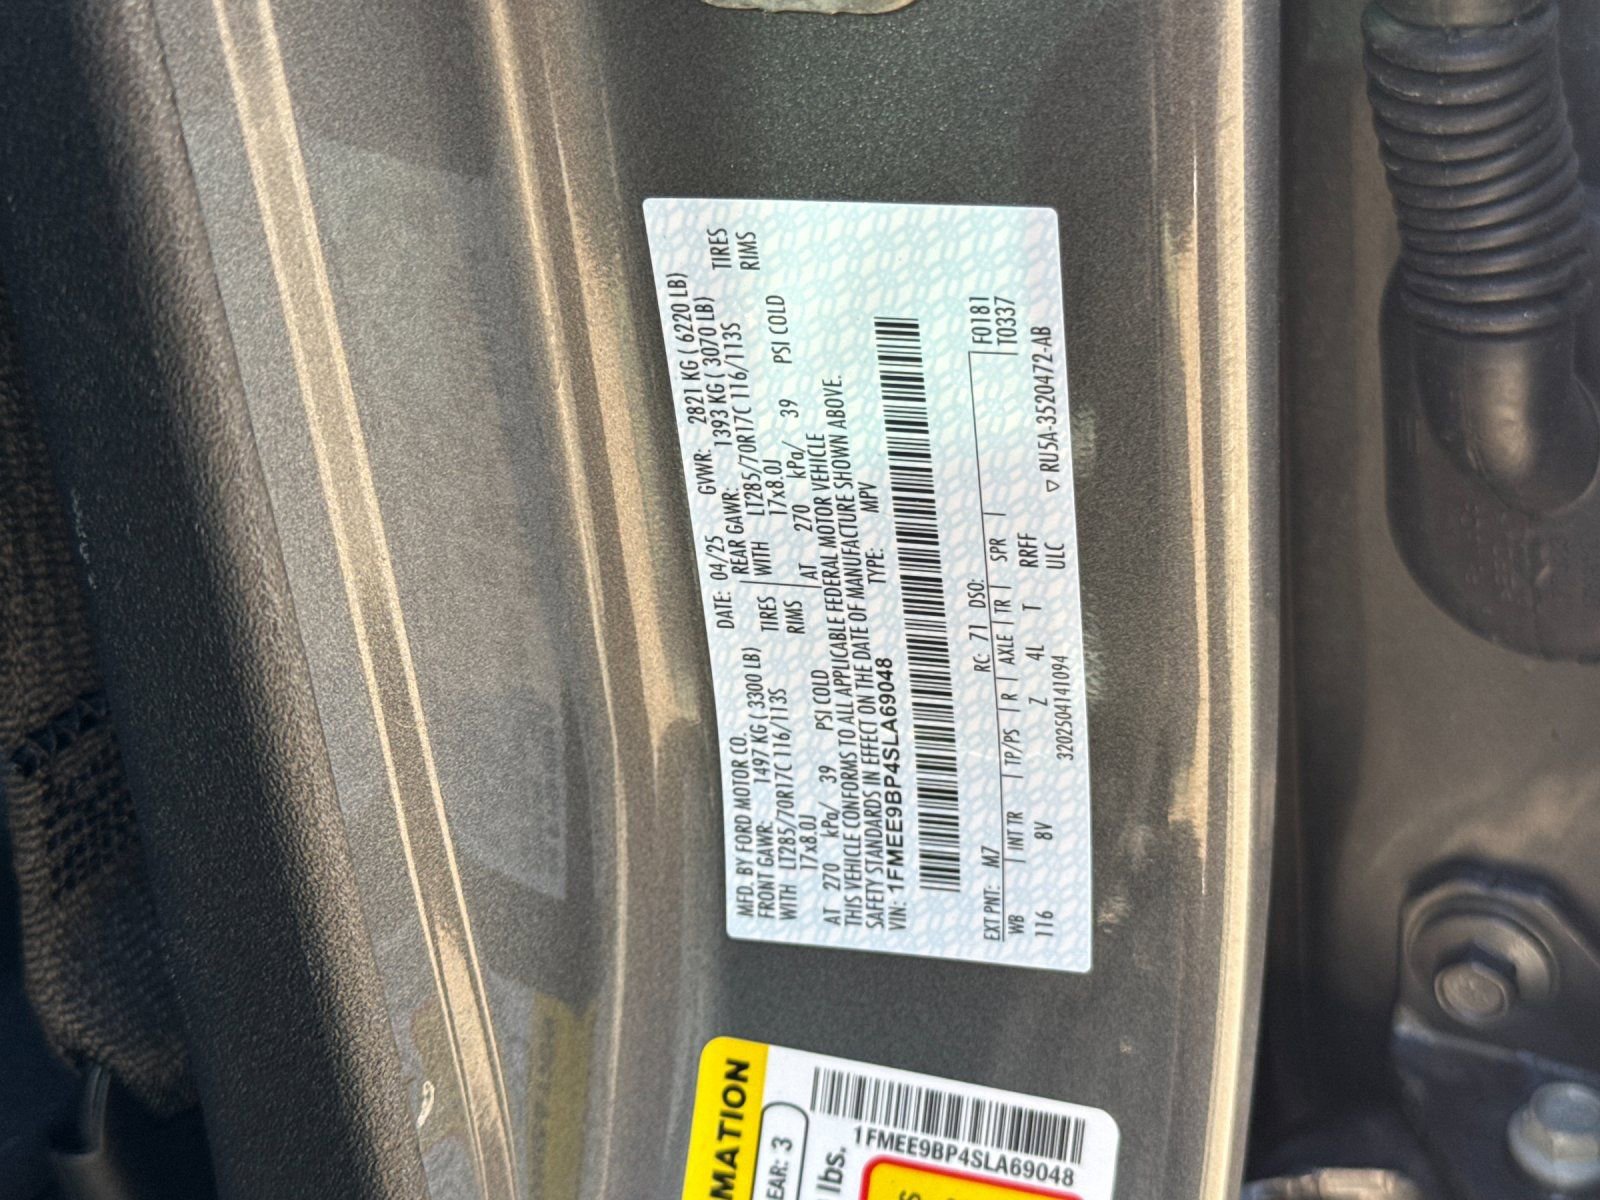 MFD. BY FORD MOTOR CO.
DATE: 04/25 GVWR: 2821 KG ( 6220 LB)
FRONT GAWR: 1497 KG ( 3300 LB) REAR GAWR: 1393 KG ( 3070 LB)
WITH LT285/70R17C 116/113S TIRES WITH LT285/70R17C 116/113S TIRES
17x8.0J RIMS 17x8.0J RIMS
AT 270 kPa/ 39 PSI COLD AT 270 kPa/ 39 PSI COLD
THIS VEHICLE CONFORMS TO ALL APPLICABLE FEDERAL MOTOR VEHICLE
SAFETY STANDARDS IN EFFECT ON THE DATE OF MANUFACTURE SHOWN ABOVE.
VIN: 1FMEE9BP4SLA69048 TYPE: MPV
EXT PNT: M7 RC: 71 DSO: F0181
WB INT TR TP/PS R AXLE TR SPR T0337
116 8V Z 4L T RRFF
3202504141094 ULC ▽ RU5A-3520472-AB
MATION
EAR: 3
lbs.
1FMEE9BP4SLA69048